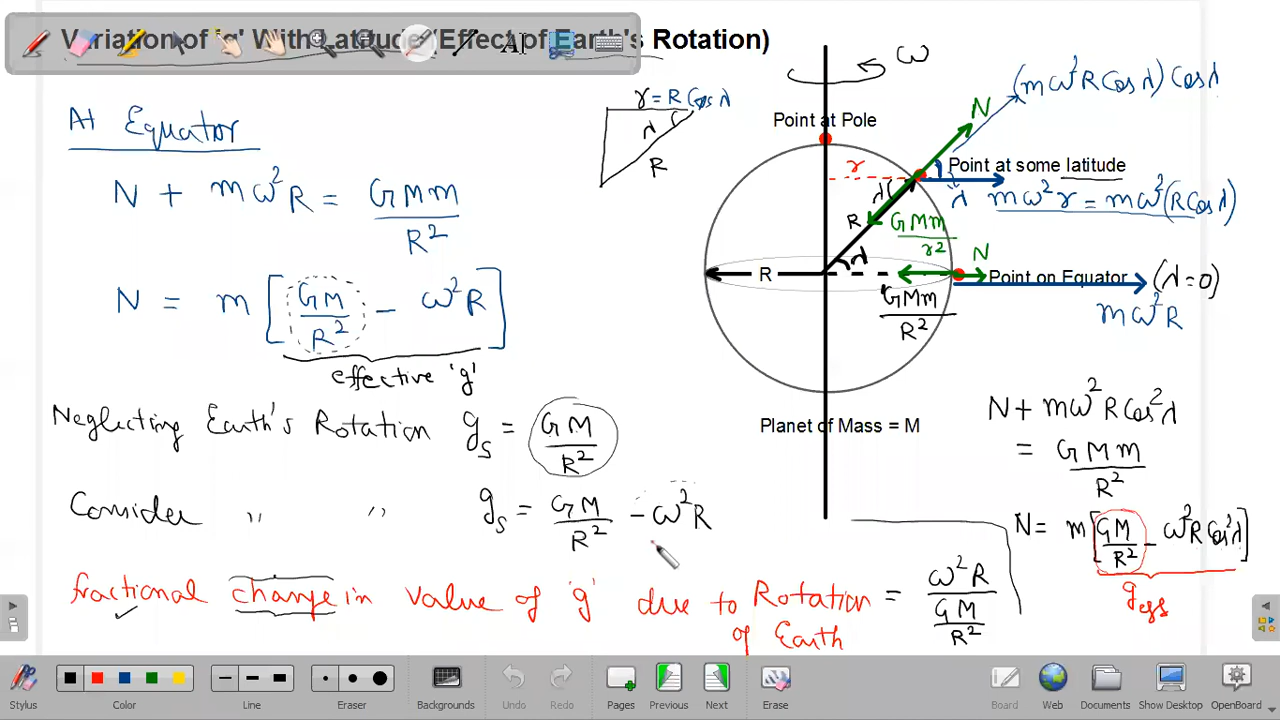 Variation of 'g' With Latitude (Effect of Earth's Rotation)
At Equator
N + mω²R = GMm / R²
N = m [ GM / R² − ω²R ]
effective 'g'
Neglecting Earth's Rotation g_s = GM / R²
Consider " " g_s = GM / R² − ω²R
fractional change in value of 'g' due to Rotation of Earth = ω²R / (GM / R²)
r = R Cos λ
λ
R
ω
Point at Pole
(mω²R Cos λ) Cos λ
N
Point at some latitude
r
λ
λ
mω²r = mω²(R Cos λ)
R
GMm / r²
λ
N
R
Point on Equator (λ=0)
GMm / R²
mω²R
Planet of Mass = M
N + mω²R Cos²λ
= GMm / R²
N = m [ GM / R² − ω²R Cos²λ ]
g_eff
Stylus
Color
Line
Eraser
Backgrounds
Undo
Redo
Pages
Previous
Next
Erase
Board
Web
Documents
Show Desktop
OpenBoard